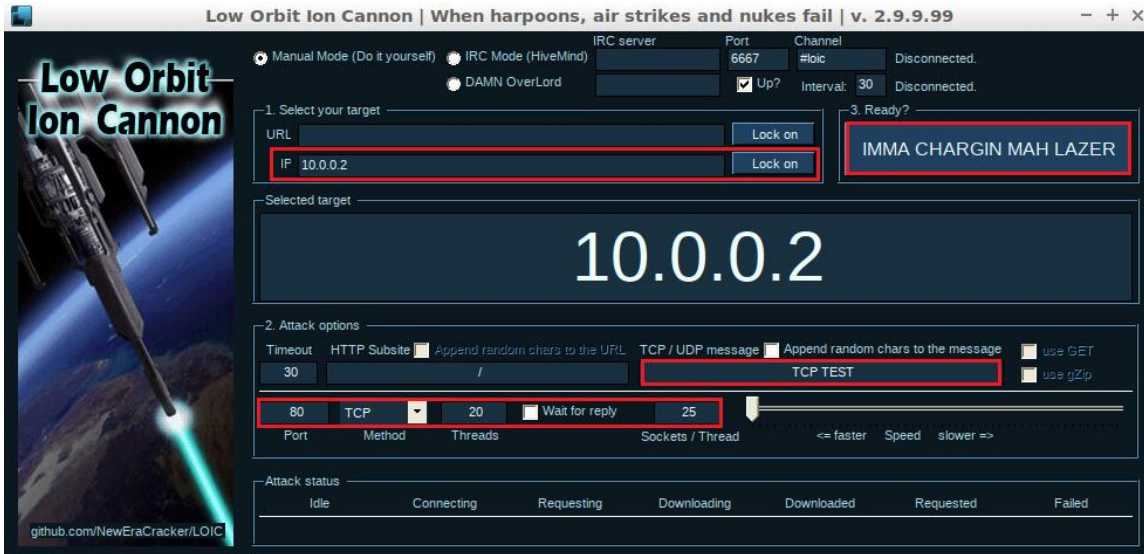 Low Orbit Ion Cannon | When harpoons, air strikes and nukes fail | v. 2.9.9.99
Low Orbit
Ion Cannon
IRC server Port Channel
Manual Mode (Do it yourself) IRC Mode (HiveMind) 6667 #loic Disconnected.
DAMN OverLord Up? Interval: 30 Disconnected.
1. Select your target
URL Lock on
IP 10.0.0.2 Lock on
3. Ready?
IMMA CHARGIN MAH LAZER
Selected target
10.0.0.2
2. Attack options
Timeout HTTP Subsite Append random chars to the URL TCP / UDP message Append random chars to the message use GET
30 / TCP TEST use gZip
80 TCP 20 Wait for reply 25
Port Method Threads Sockets / Thread <= faster Speed slower =>
Attack status
Idle Connecting Requesting Downloading Downloaded Requested Failed
github.com/NewEraCracker/LOIC